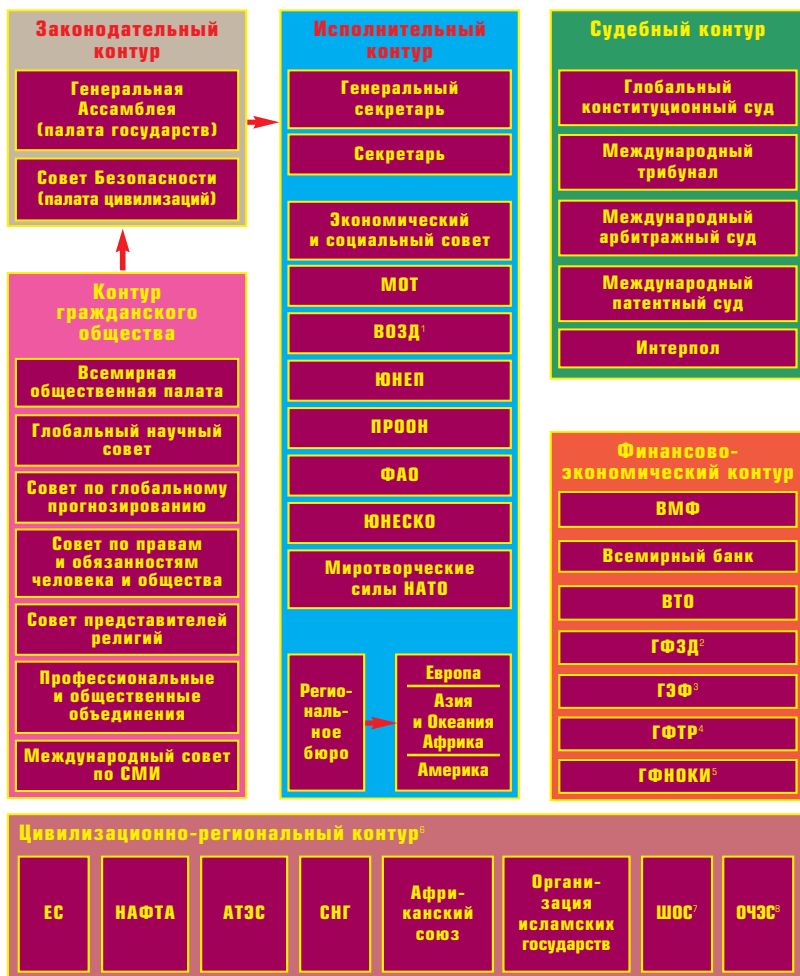 Законодательный
контур
Генеральная
Ассамблея
(палата государств)
Совет Безопасности
(палата цивилизаций)
Контур
гражданского
общества
Всемирная
общественная палата
Глобальный научный
совет
Совет по глобальному
прогнозированию
Совет по правам
и обязанностям
человека и общества
Совет представителей
религий
Профессиональные
и общественные
объединения
Международный совет
по СМИ
Исполнительный
контур
Генеральный
секретарь
Секретарь
Экономический
и социальный совет
МОТ
ВОЗД¹
ЮНЕП
ПРООН
ФАО
ЮНЕСКО
Миротворческие
силы НАТО
Регио-
наль-
ное
бюро
Европа
Азия
и Океания
Африка
Америка
Судебный контур
Глобальный
конституционный суд
Международный
трибунал
Международный
арбитражный суд
Международный
патентный суд
Интерпол
Финансово-
экономический контур
ВМФ
Всемирный банк
ВТО
ГФЗД²
ГЭФ³
ГФТР⁴
ГФНОКИ⁵
Цивилизационно-региональный контур⁶
ЕС
НАФТА
АТЭС
СНГ
Афри-
канский
союз
Органи-
зация
исламских
государств
ШОС⁷
ОЧЭС⁸